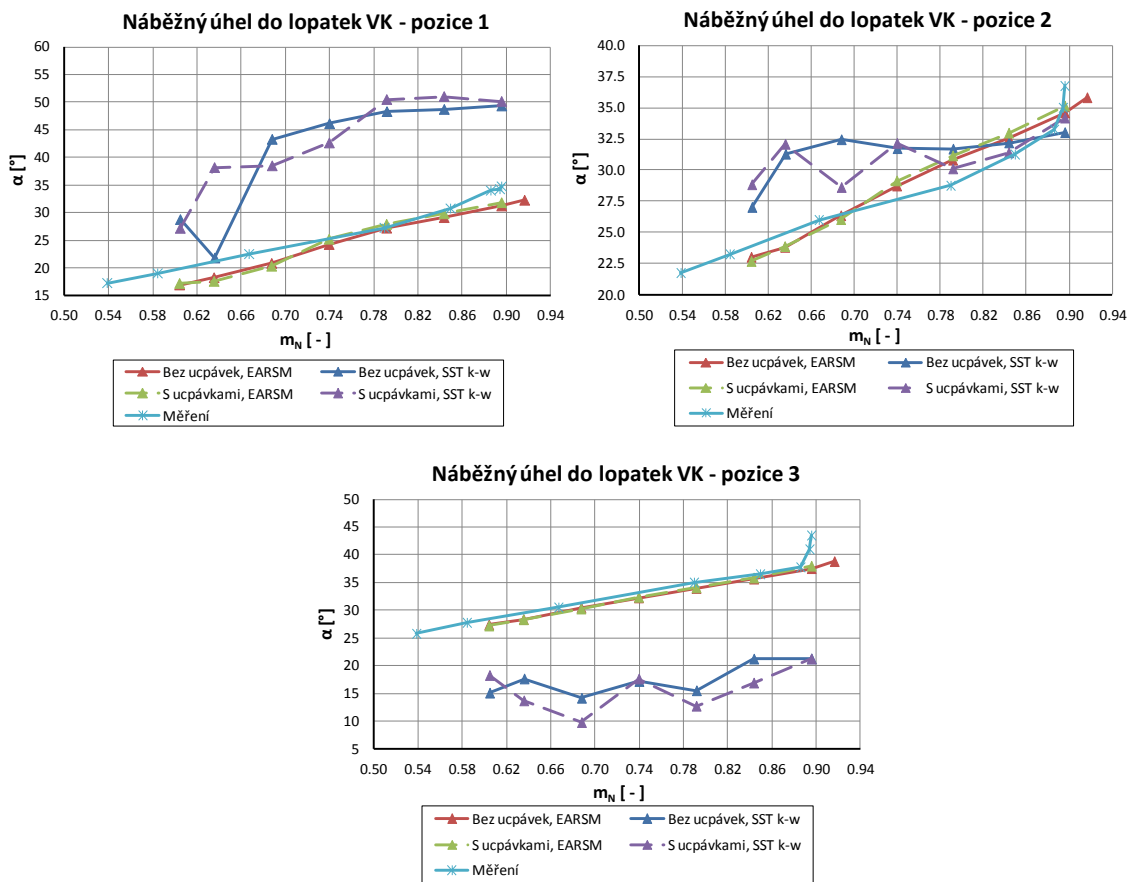 Náběžný úhel do lopatek VK - pozice 1
60
55
50
45
40
35
30
25
20
15
α [°]
0.50 0.54 0.58 0.62 0.66 0.70 0.74 0.78 0.82 0.86 0.90 0.94
m_N [ - ]
Bez ucpávek, EARSM Bez ucpávek, SST k-w
S ucpávkami, EARSM S ucpávkami, SST k-w
Měření
Náběžný úhel do lopatek VK - pozice 2
40.0
37.5
35.0
32.5
30.0
27.5
25.0
22.5
20.0
α [°]
0.50 0.54 0.58 0.62 0.66 0.70 0.74 0.78 0.82 0.86 0.90 0.94
m_N [ - ]
Bez ucpávek, EARSM Bez ucpávek, SST k-w
S ucpávkami, EARSM S ucpávkami, SST k-w
Měření
Náběžný úhel do lopatek VK - pozice 3
50
45
40
35
30
25
20
15
10
5
α [°]
0.50 0.54 0.58 0.62 0.66 0.70 0.74 0.78 0.82 0.86 0.90 0.94
m_N [ - ]
Bez ucpávek, EARSM Bez ucpávek, SST k-w
S ucpávkami, EARSM S ucpávkami, SST k-w
Měření